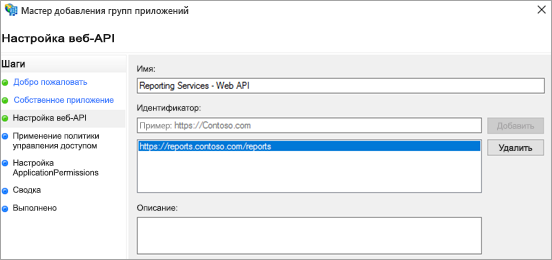 Мастер добавления групп приложений
Настройка веб-API
Шаги
Добро пожаловать
Собственное приложение
Настройка веб-API
Применение политики
управления доступом
Настройка
ApplicationPermissions
Сводка
Выполнено
Имя:
Reporting Services - Web API
Идентификатор:
Пример: https://Contoso.com
Добавить
https://reports.contoso.com/reports
Удалить
Описание: